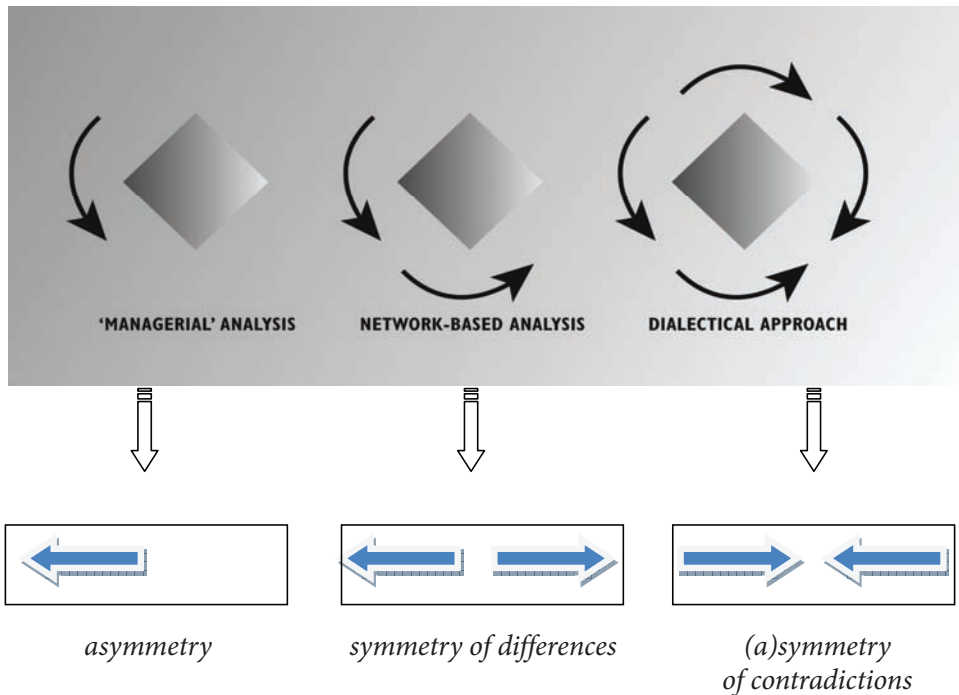 ‘MANAGERIAL’ ANALYSIS
NETWORK-BASED ANALYSIS
DIALECTICAL APPROACH
asymmetry
symmetry of differences
(a)symmetry
of contradictions